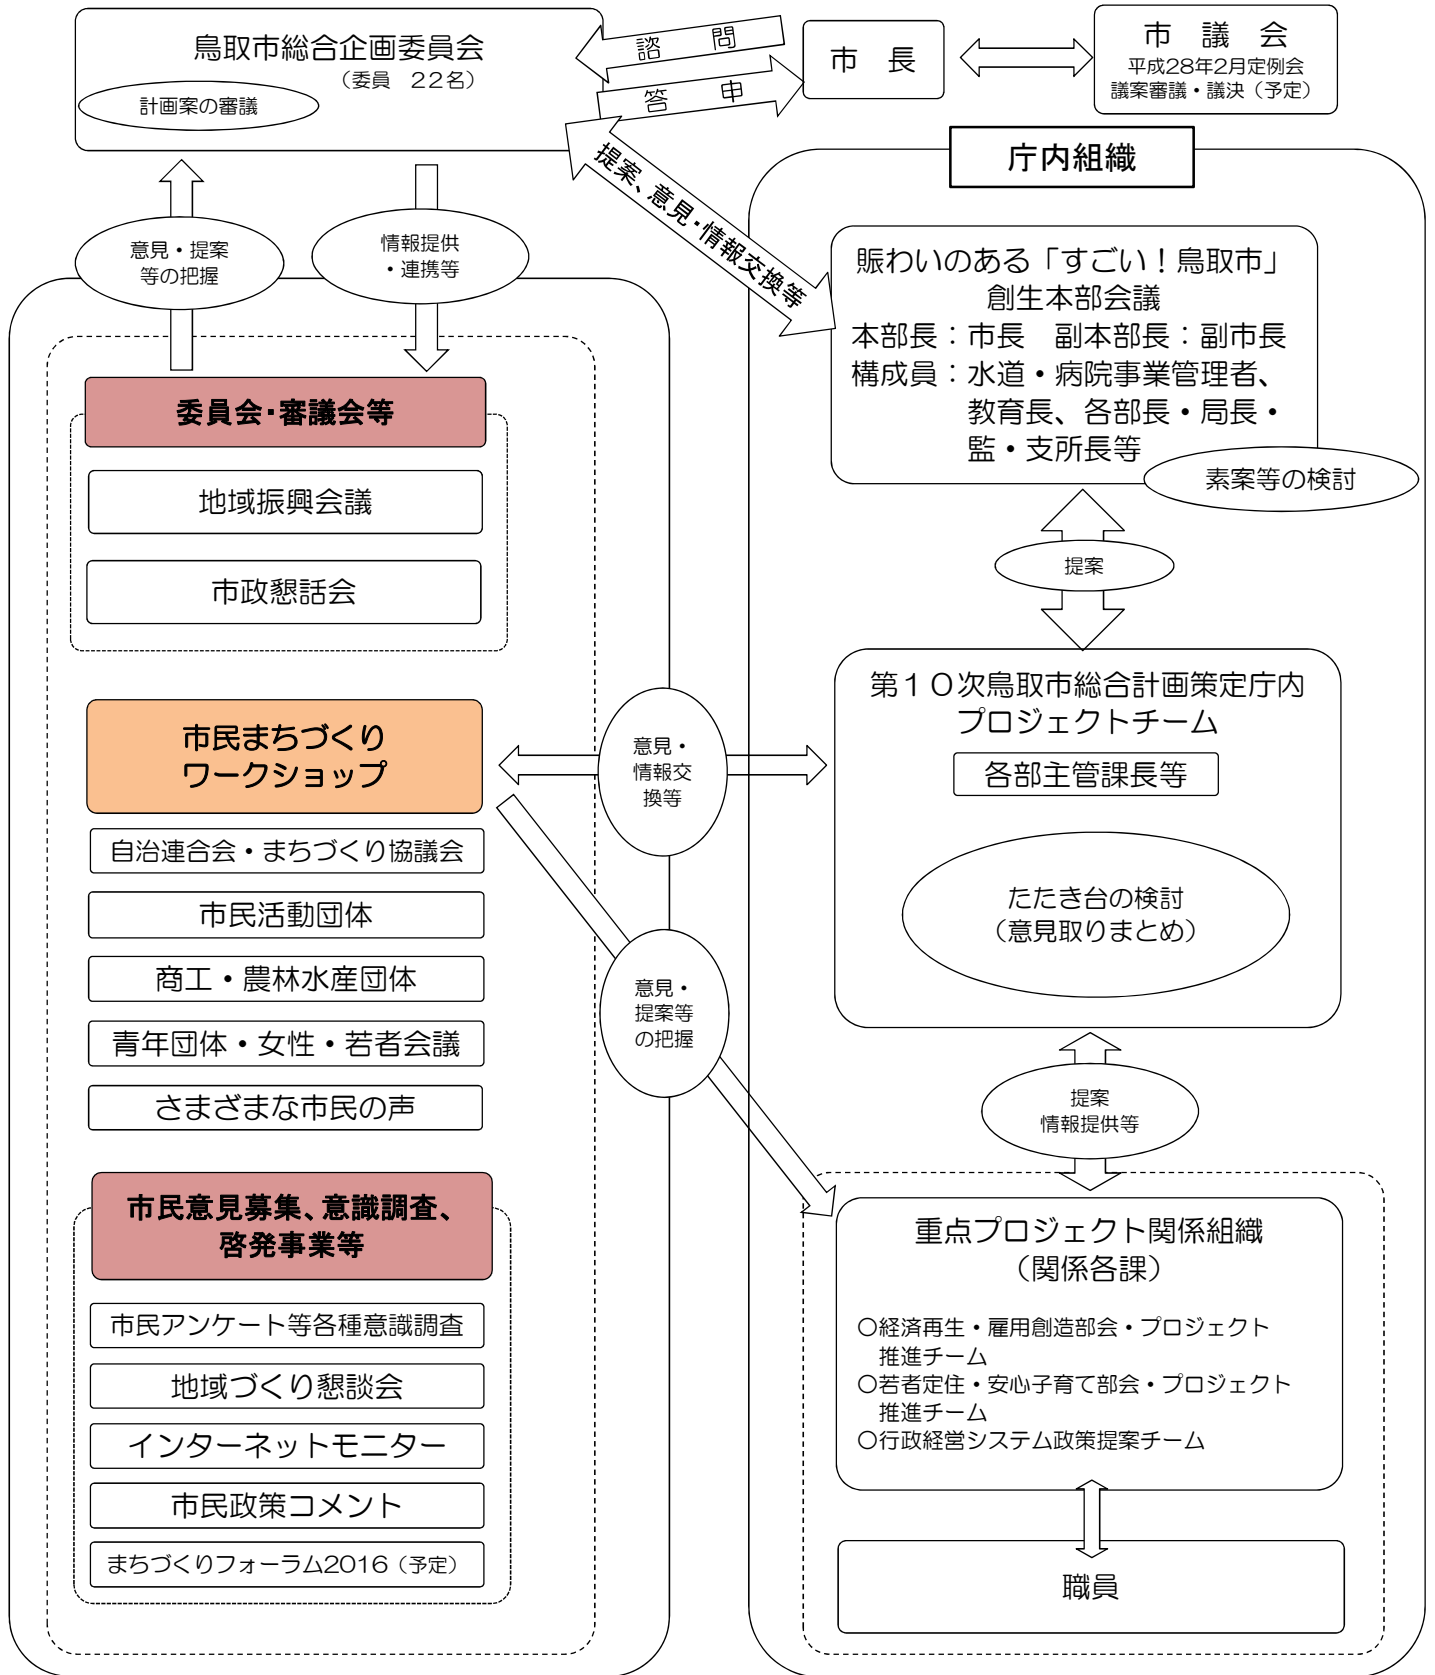 鳥取市総合企画委員会
（委員　２２名）
計画案の審議
諮　問
答　申
市　長
市　議　会
平成28年2月定例会
議案審議・議決（予定）
提案、意見・情報交換等
意見・提案
等の把握
情報提供
・連携等
委員会・審議会等
地域振興会議
市政懇話会
市民まちづくり
ワークショップ
自治連合会・まちづくり協議会
市民活動団体
商工・農林水産団体
青年団体・女性・若者会議
さまざまな市民の声
市民意見募集、意識調査、
啓発事業等
市民アンケート等各種意識調査
地域づくり懇談会
インターネットモニター
市民政策コメント
まちづくりフォーラム2016（予定）
意見・
情報交
換等
意見・
提案等
の把握
庁内組織
賑わいのある「すごい！鳥取市」
創生本部会議
本部長：市長　副本部長：副市長
構成員：水道・病院事業管理者、
教育長、各部長・局長・
監・支所長等
素案等の検討
提案
第１０次鳥取市総合計画策定庁内
プロジェクトチーム
各部主管課長等
たたき台の検討
（意見取りまとめ）
提案
情報提供等
重点プロジェクト関係組織
（関係各課）
○経済再生・雇用創造部会・プロジェクト
推進チーム
○若者定住・安心子育て部会・プロジェクト
推進チーム
○行政経営システム政策提案チーム
職員